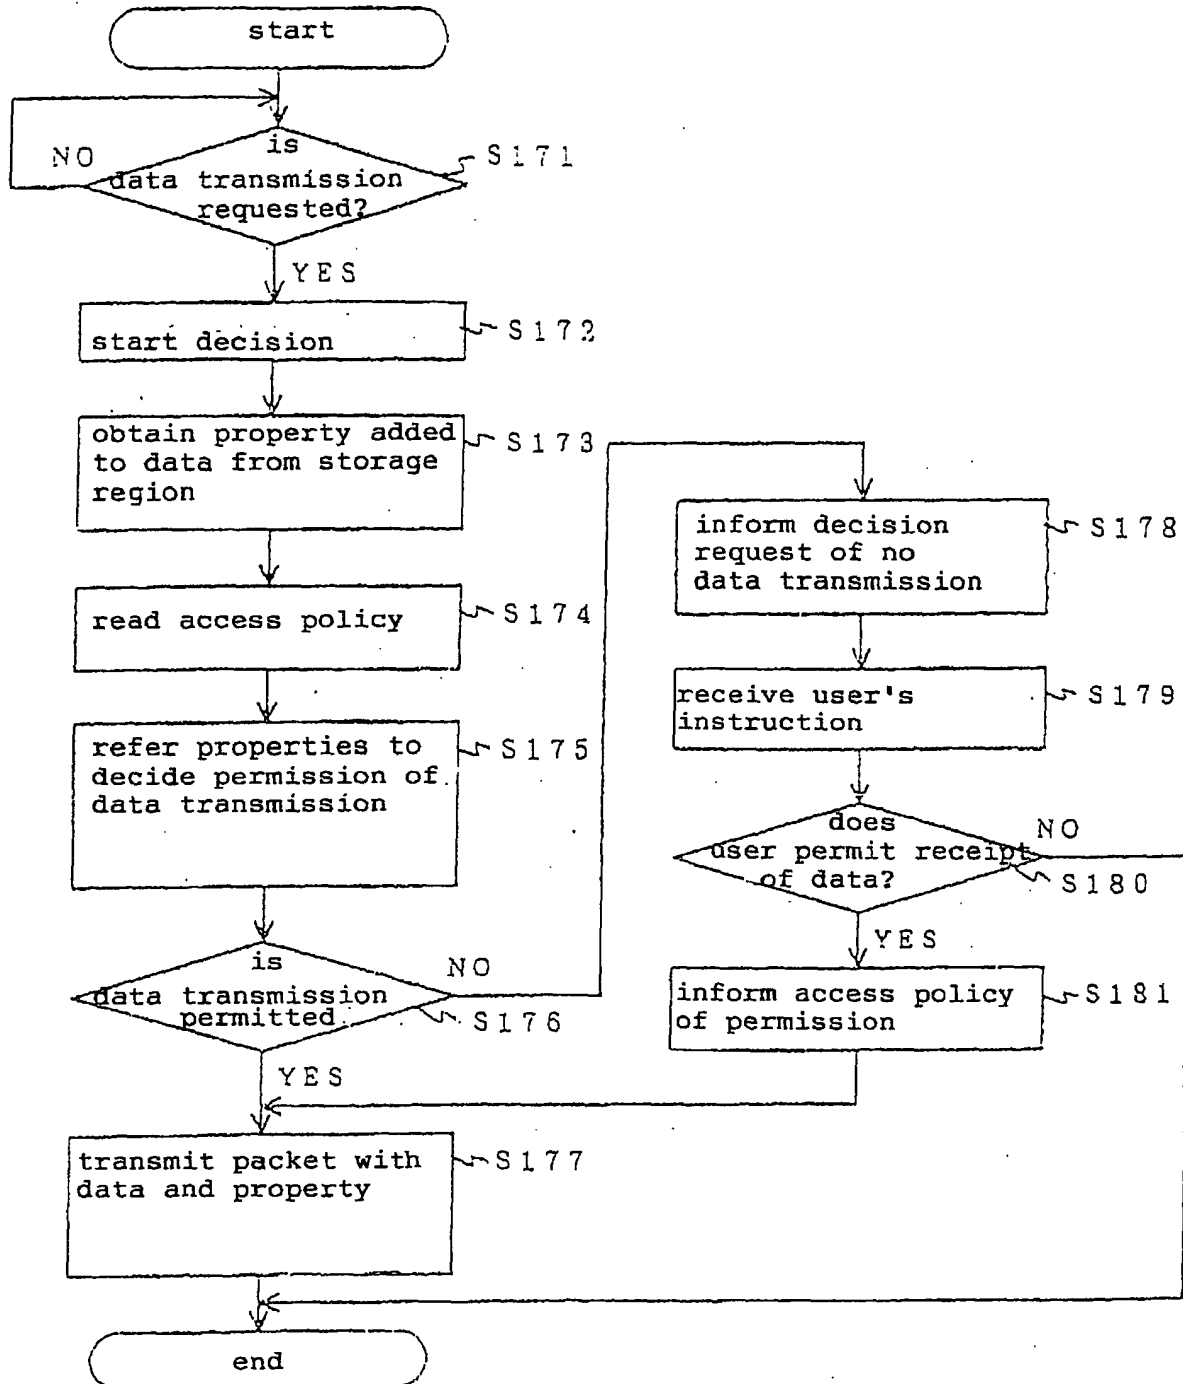 start
NO
is
data transmission
requested?
S171
YES
start decision
S172
obtain property added
to data from storage
region
S173
read access policy
S174
refer properties to
decide permission of
data transmission
S175
is
data transmission
permitted
NO
S176
YES
transmit packet with
data and property
S177
inform decision
request of no
data transmission
S178
receive user's
instruction
S179
does
user permit receipt
of data?
NO
S180
YES
inform access policy
of permission
S181
end